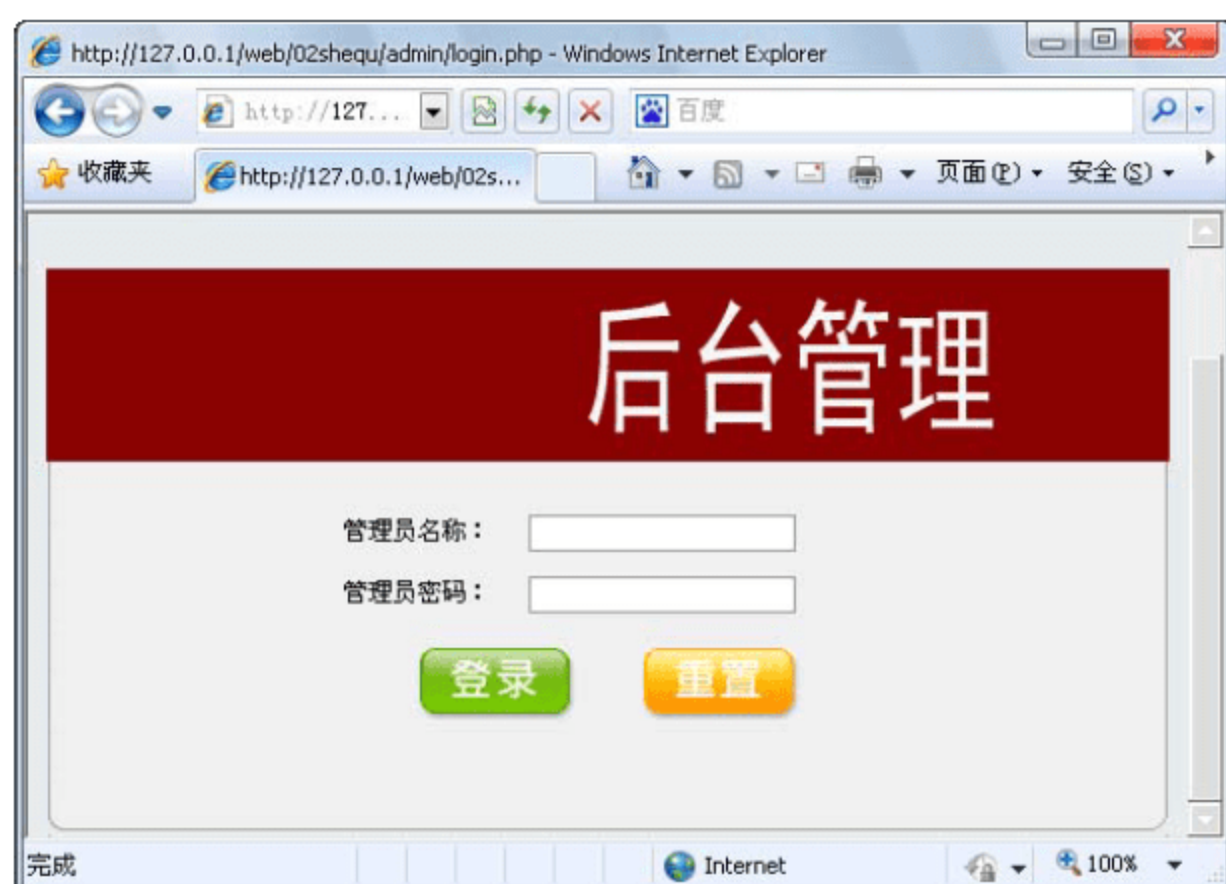 http://127.0.0.1/web/02shequ/admin/login.php - Windows Internet Explorer
http://127... 百度
收藏夹 http://127.0.0.1/web/02s... 页面(P) 安全(S)
后台管理
管理员名称：
管理员密码：
登录 重置
完成 Internet 100%